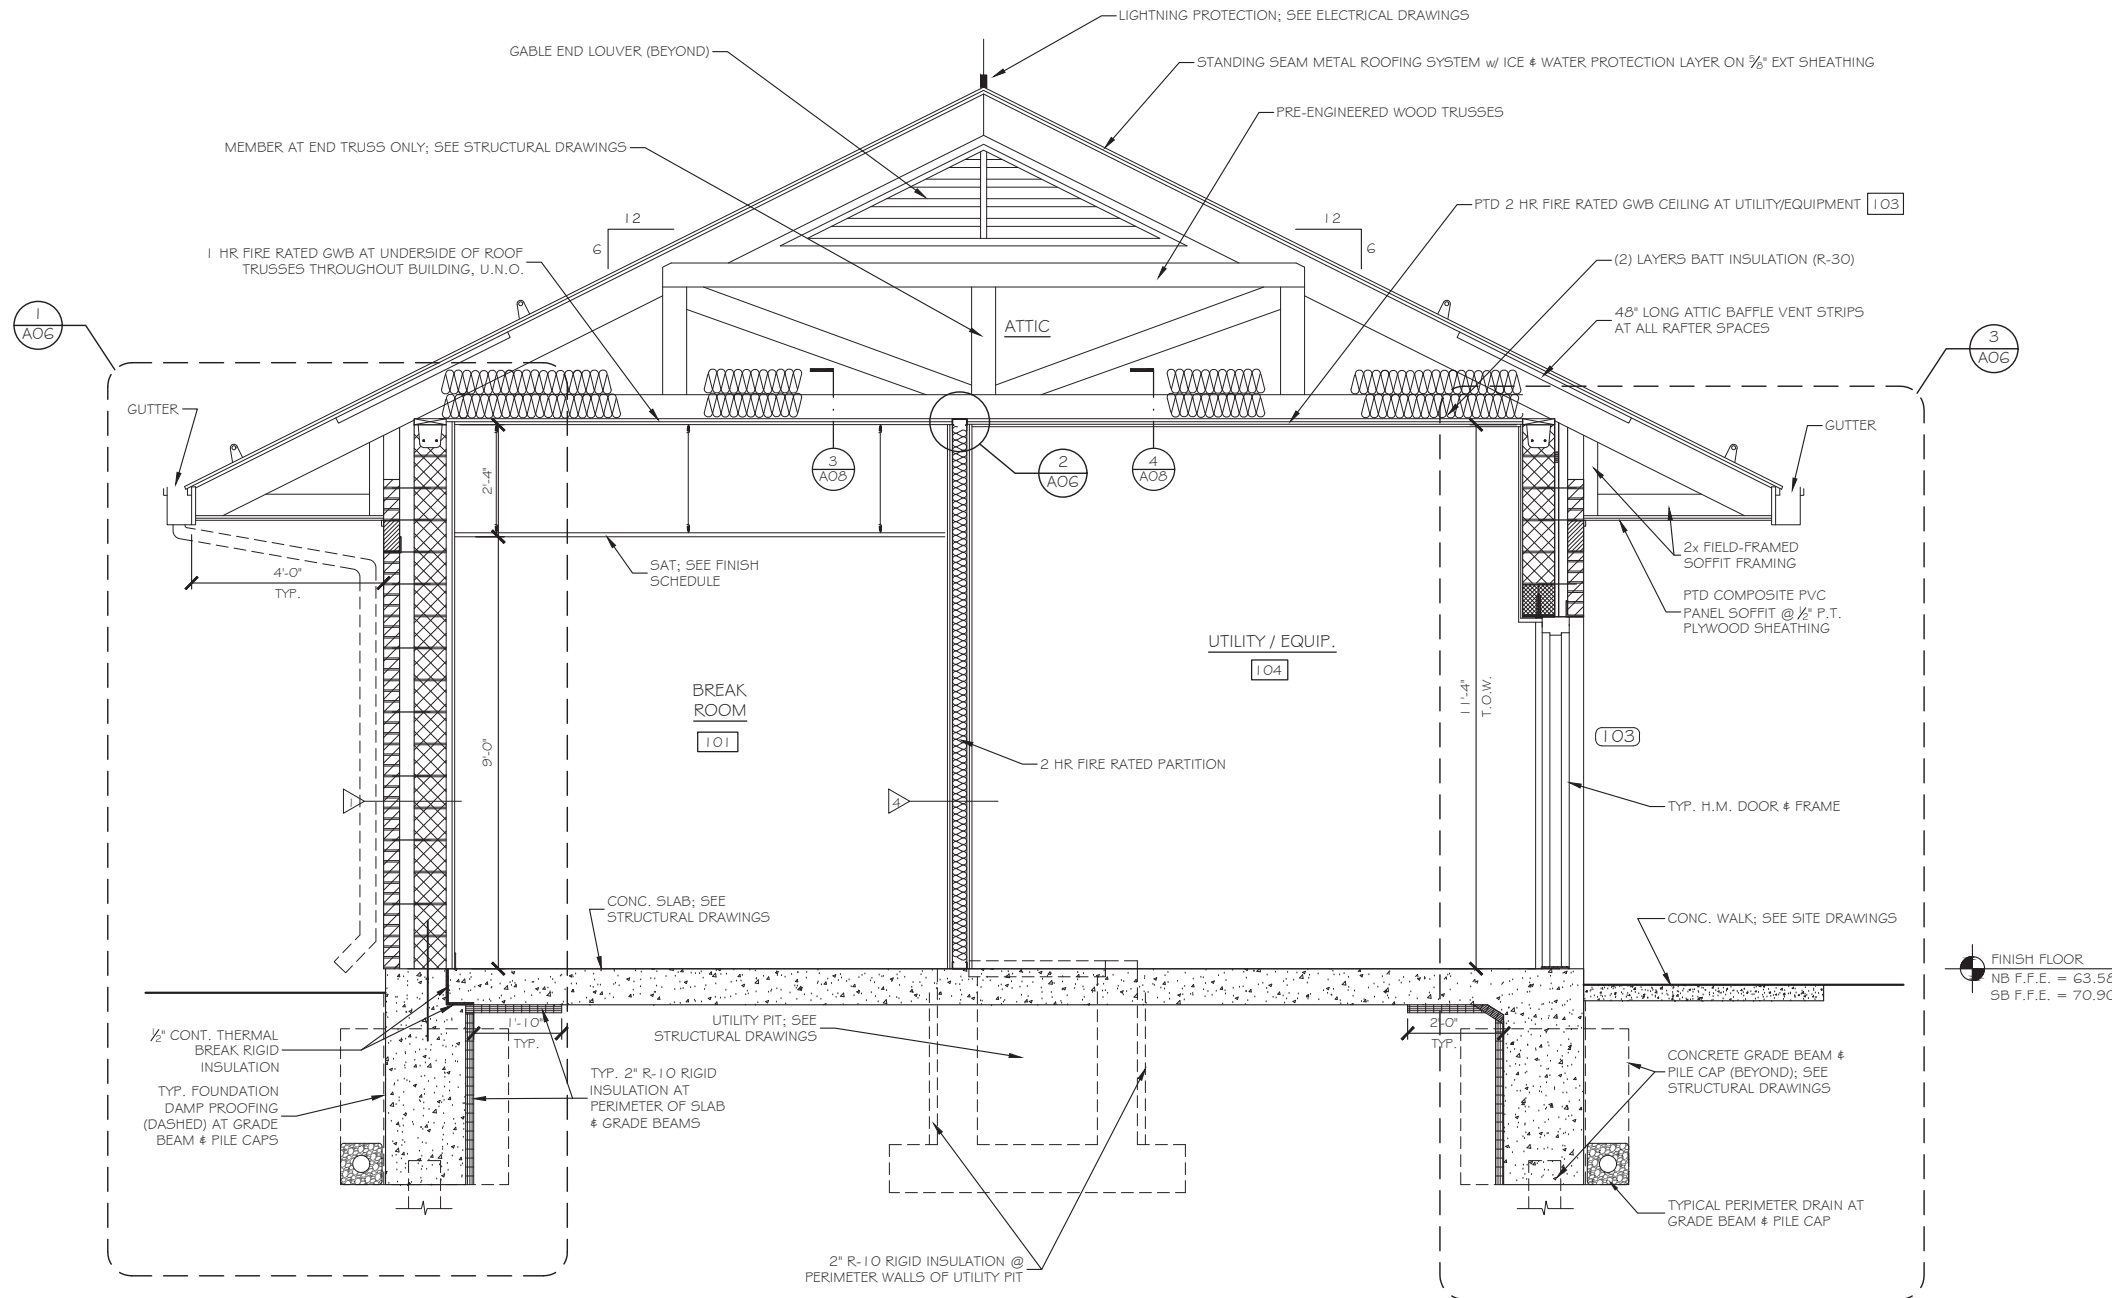 LIGHTNING PROTECTION; SEE ELECTRICAL DRAWINGS
GABLE END LOUVER (BEYOND)
STANDING SEAM METAL ROOFING SYSTEM w/ ICE & WATER PROTECTION LAYER ON 5/8" EXT SHEATHING
PRE-ENGINEERED WOOD TRUSSES
MEMBER AT END TRUSS ONLY; SEE STRUCTURAL DRAWINGS
PTD 2 HR FIRE RATED GWB CEILING AT UTILITY/EQUIPMENT 103
12
6
12
6
1 HR FIRE RATED GWB AT UNDERSIDE OF ROOF
TRUSSES THROUGHOUT BUILDING, U.N.O.
(2) LAYERS BATT INSULATION (R-30)
48" LONG ATTIC BAFFLE VENT STRIPS
AT ALL RAFTER SPACES
1
A06
ATTIC
3
A06
GUTTER
GUTTER
3
A08
2
A06
4
A08
2'-4"
SAT; SEE FINISH
SCHEDULE
4'-0"
TYP.
2x FIELD-FRAMED
SOFFIT FRAMING
PTD COMPOSITE PVC
PANEL SOFFIT @ 1/2" P.T.
PLYWOOD SHEATHING
UTILITY / EQUIP.
104
BREAK
ROOM
101
11'-4"
T.O.W.
9'-0"
103
2 HR FIRE RATED PARTITION
1
4
TYP. H.M. DOOR & FRAME
CONC. SLAB; SEE
STRUCTURAL DRAWINGS
CONC. WALK; SEE SITE DRAWINGS
FINISH FLOOR
NB F.F.E. = 63.58
SB F.F.E. = 70.90
1/2" CONT. THERMAL
BREAK RIGID
INSULATION
1'-10"
TYP.
UTILITY PIT; SEE
STRUCTURAL DRAWINGS
2'-0"
TYP.
TYP. FOUNDATION
DAMP PROOFING
(DASHED) AT GRADE
BEAM & PILE CAPS
TYP. 2" R-10 RIGID
INSULATION AT
PERIMETER OF SLAB
& GRADE BEAMS
CONCRETE GRADE BEAM &
PILE CAP (BEYOND); SEE
STRUCTURAL DRAWINGS
TYPICAL PERIMETER DRAIN AT
GRADE BEAM & PILE CAP
2" R-10 RIGID INSULATION @
PERIMETER WALLS OF UTILITY PIT